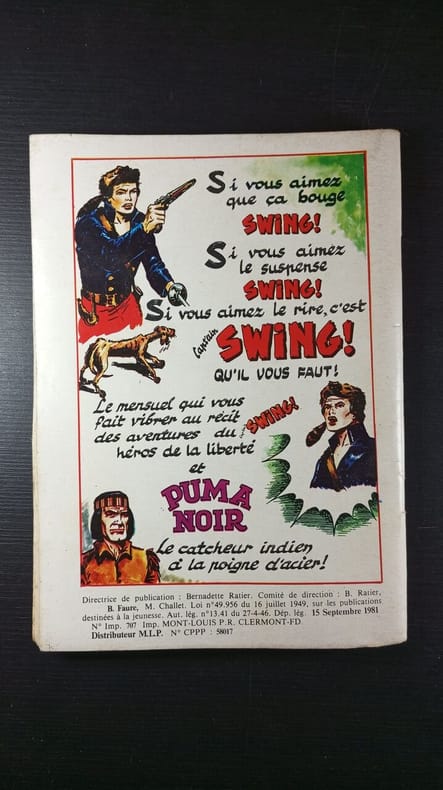 Si vous aimez
que ça bouge
SWING!
Si vous aimez
le suspense
SWING!
Si vous aimez le rire, c'est
Capt'ain SWING!
QU'IL VOUS FAUT!
Le mensuel qui vous
fait vibrer au récit
des aventures du SWING!
héros de la liberté
et
PUMA
NOIR
Le catcheur indien
à la poigne d'acier!
Directrice de publication : Bernadette Ratier. Comité de direction : B. Ratier,
B. Faure, M. Challet. Loi n°49.956 du 16 juillet 1949, sur les publications
destinées à la jeunesse. Aut. lég. n°13.41 du 27-4-46. Dép. lég. 15 Septembre 1981
N° Imp. 707 Imp. MONT-LOUIS P.R. CLERMONT-FD.
Distributeur M.L.P. N° CPPP : 58017